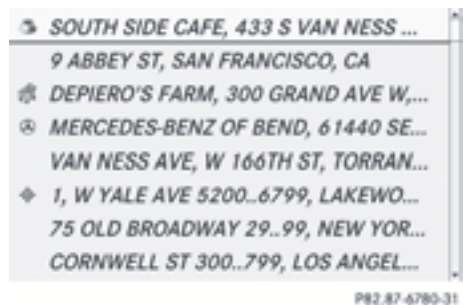 SOUTH SIDE CAFE, 433 S VAN NESS ...
9 ABBEY ST, SAN FRANCISCO, CA
DEPIERO'S FARM, 300 GRAND AVE W,...
MERCEDES-BENZ OF BEND, 61440 SE...
VAN NESS AVE, W 166TH ST, TORRAN...
1, W YALE AVE 5200..6799, LAKEWO...
75 OLD BROADWAY 29..99, NEW YOR...
CORNWELL ST 300..799, LOS ANGEL...
P82.87-6780-31